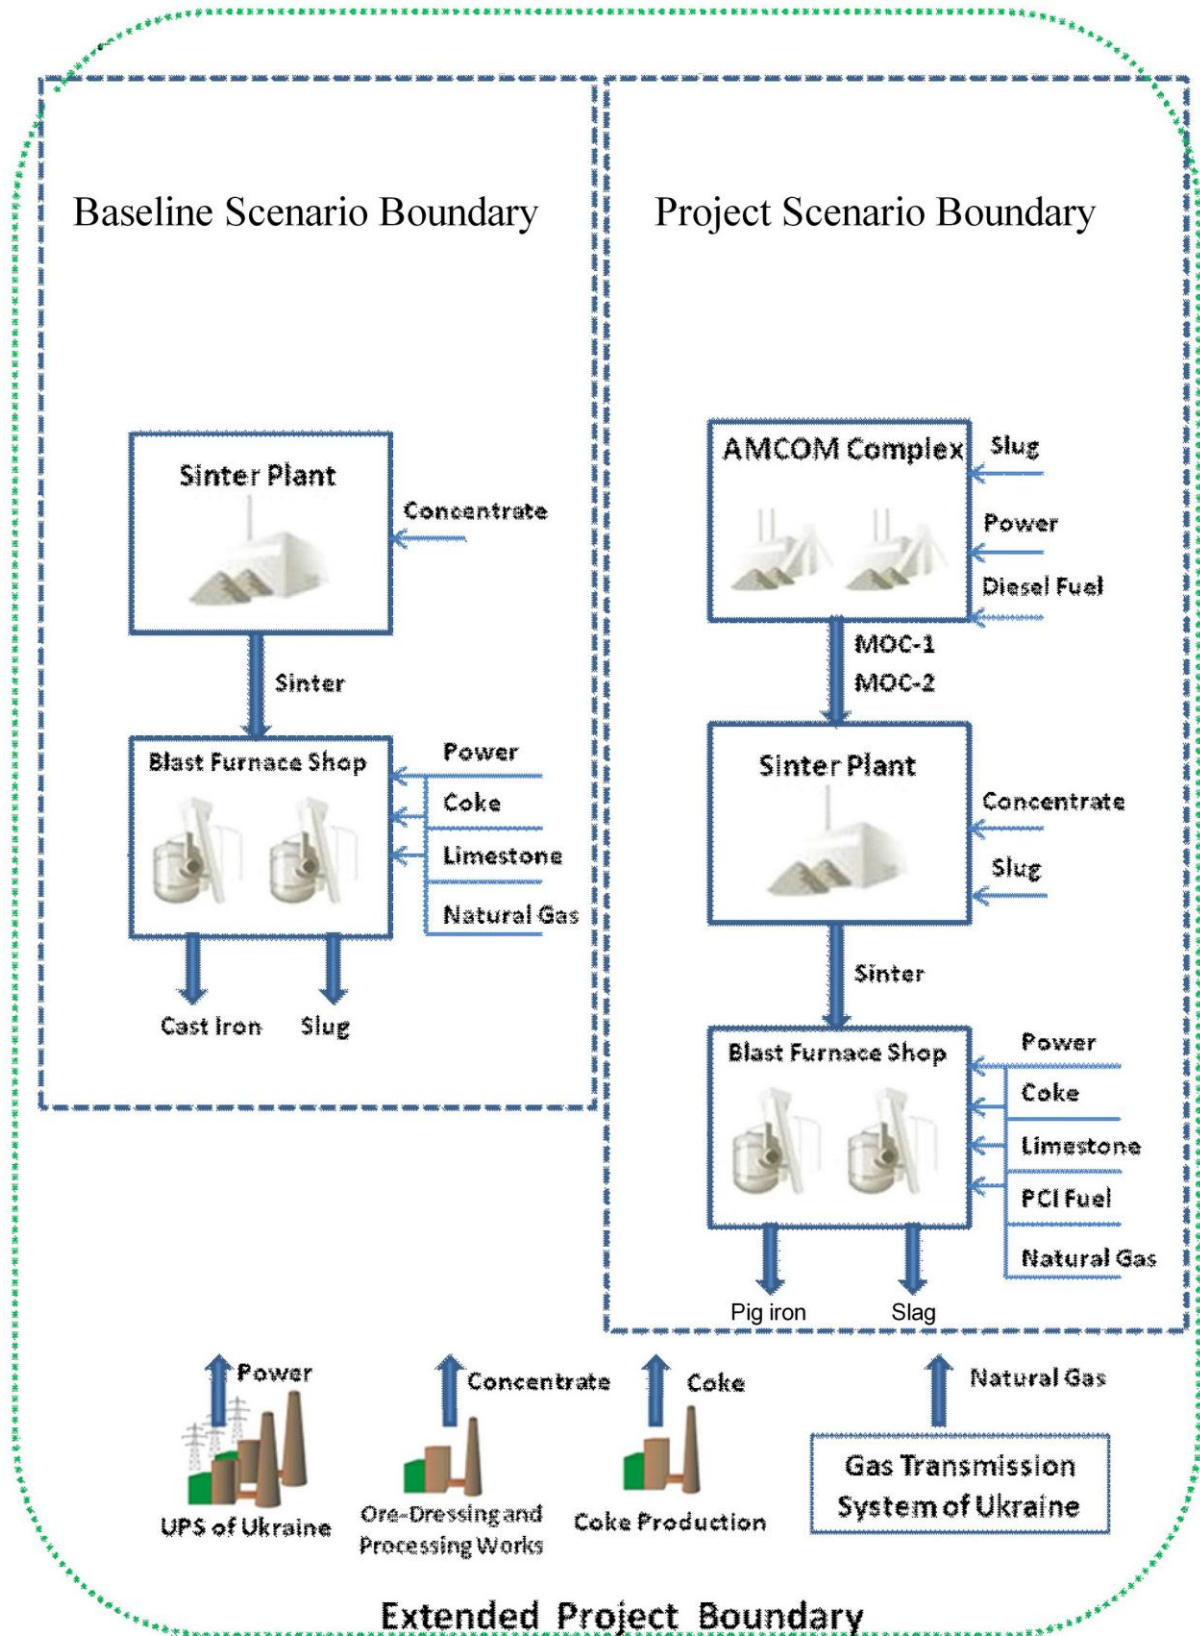 Baseline Scenario Boundary
Sinter Plant
Concentrate
Sinter
Blast Furnace Shop
Power
Coke
Limestone
Natural Gas
Cast Iron
Slug
Project Scenario Boundary
AMCOM Complex
Slug
Power
Diesel Fuel
MOC-1
MOC-2
Sinter Plant
Concentrate
Slug
Sinter
Blast Furnace Shop
Power
Coke
Limestone
PCI Fuel
Natural Gas
Pig iron
Slag
Power
UPS of Ukraine
Concentrate
Ore-Dressing and
Processing Works
Coke
Coke Production
Natural Gas
Gas Transmission
System of Ukraine
Extended Project Boundary